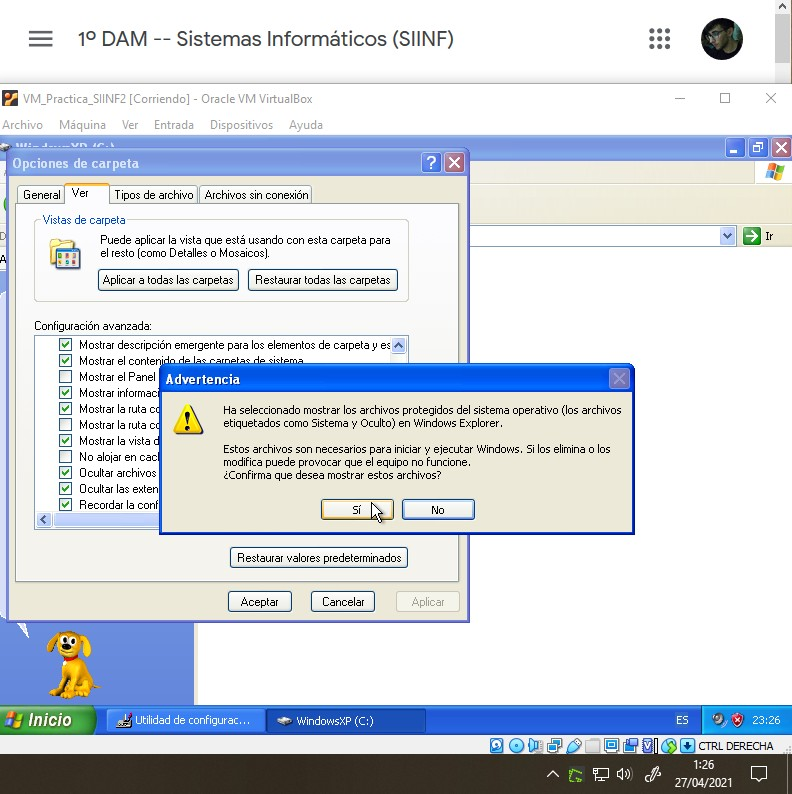 1º DAM -- Sistemas Informáticos (SIINF)
VM_Practica_SIINF2 [Corriendo] - Oracle VM VirtualBox
Archivo Máquina Ver Entrada Dispositivos Ayuda
Opciones de carpeta
General Ver Tipos de archivo Archivos sin conexión
Vistas de carpeta
Puede aplicar la vista que está usando con esta carpeta para
el resto (como Detalles o Mosaicos).
Aplicar a todas las carpetas Restaurar todas las carpetas
Ir
Configuración avanzada:
Mostrar descripción emergente para los elementos de carpeta y es
Mostrar el contenido de las carpetas de sistema
Mostrar el Panel
Mostrar informaci
Mostrar la ruta co
Mostrar la ruta co
Mostrar la vista d
No alojar en cach
Ocultar archivos
Ocultar las exten
Recordar la conf
Advertencia
Ha seleccionado mostrar los archivos protegidos del sistema operativo (los archivos
etiquetados como Sistema y Oculto) en Windows Explorer.
Estos archivos son necesarios para iniciar y ejecutar Windows. Si los elimina o los
modifica puede provocar que el equipo no funcione.
¿Confirma que desea mostrar estos archivos?
Sí No
Restaurar valores predeterminados
Aceptar Cancelar Aplicar
Inicio Utilidad de configurac... WindowsXP (C:) ES 23:26
CTRL DERECHA
1:26
27/04/2021